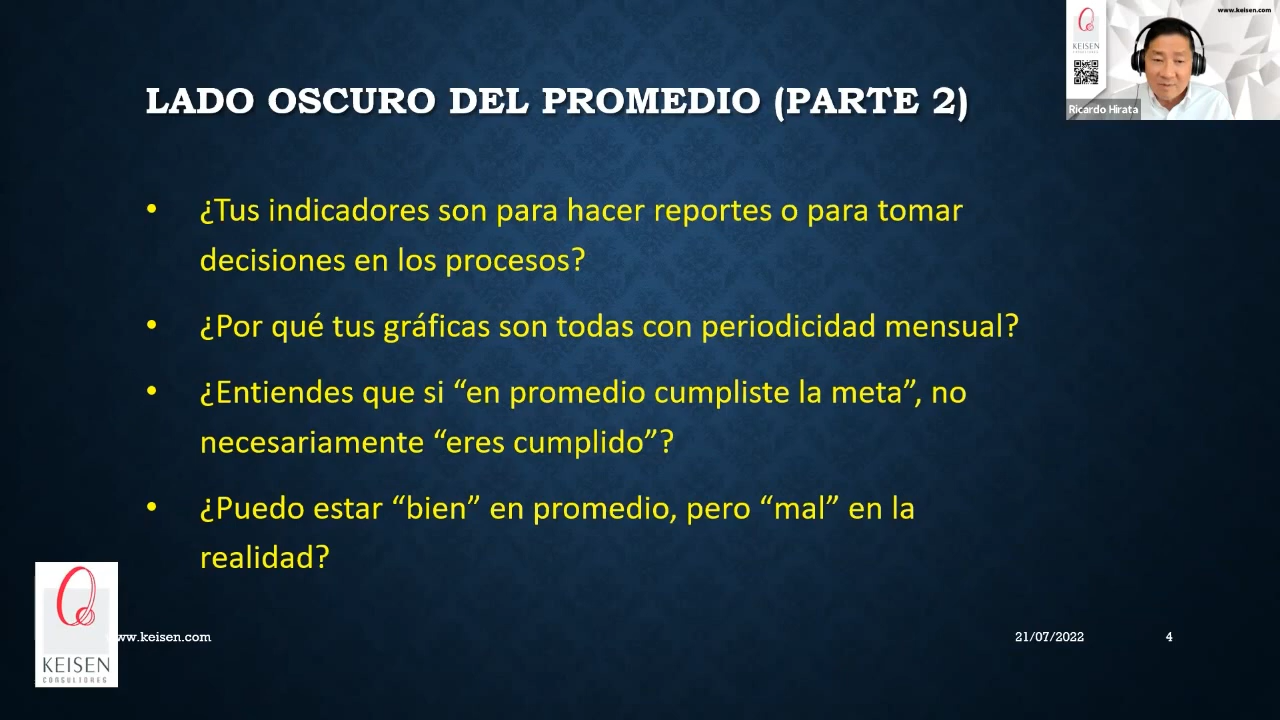 www.keisen.com
KEISEN
Ricardo Hirata
LADO OSCURO DEL PROMEDIO (PARTE 2)
• ¿Tus indicadores son para hacer reportes o para tomar
decisiones en los procesos?
• ¿Por qué tus gráficas son todas con periodicidad mensual?
• ¿Entiendes que si “en promedio cumpliste la meta”, no
necesariamente “eres cumplido”?
• ¿Puedo estar “bien” en promedio, pero “mal” en la
realidad?
www.keisen.com
21/07/2022
4
KEISEN
CONSULTORES